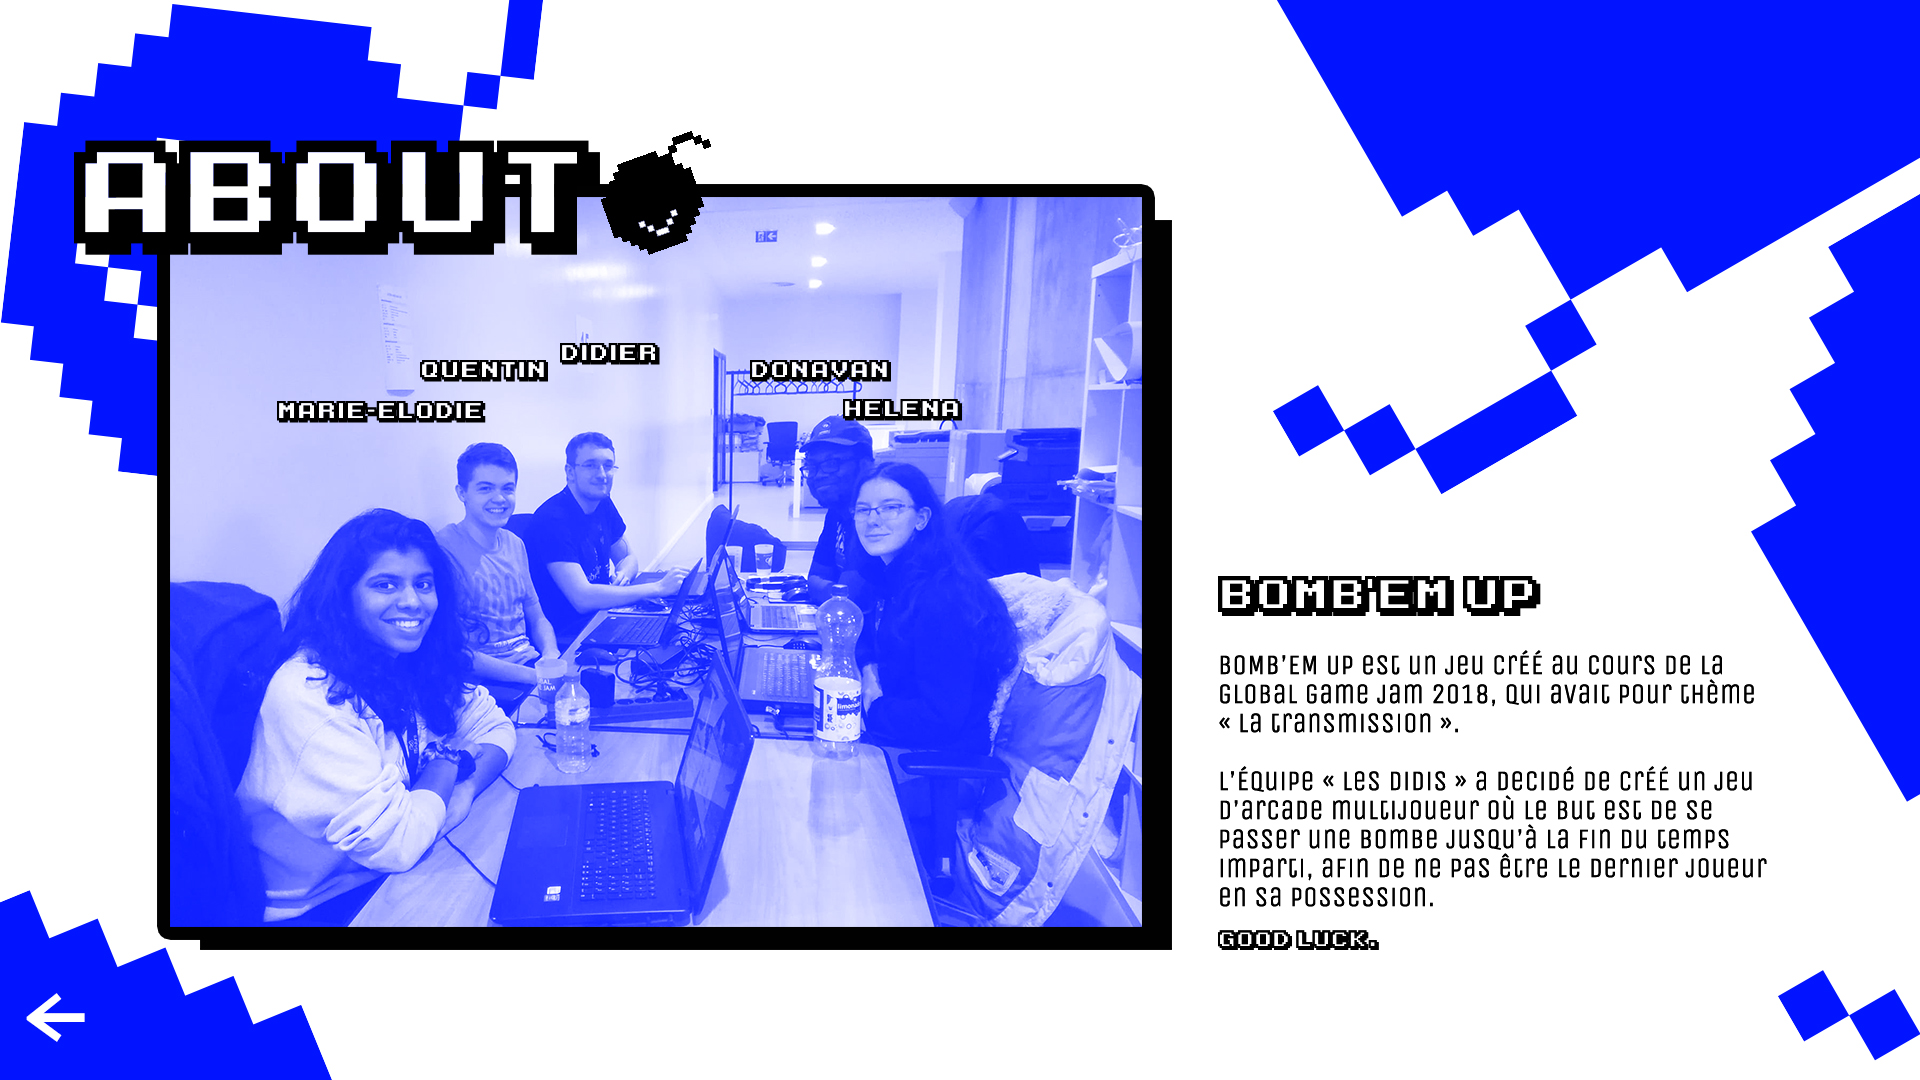 ABOUT
DIDIER
QUENTIN
DONAVAN
MARIE-ELODIE
HELENA
BOMB'EM UP
BOMB'EM UP est un jeu créé au cours de la
Global Game Jam 2018, qui avait pour thème
« La transmission ».
L'équipe « Les Didis » a decidé de créé un jeu
d'arcade multijoueur où le but est de se
passer une bombe jusqu'à la fin du temps
imparti, afin de ne pas être le dernier joueur
en sa possession.
GOOD LUCK.
limona